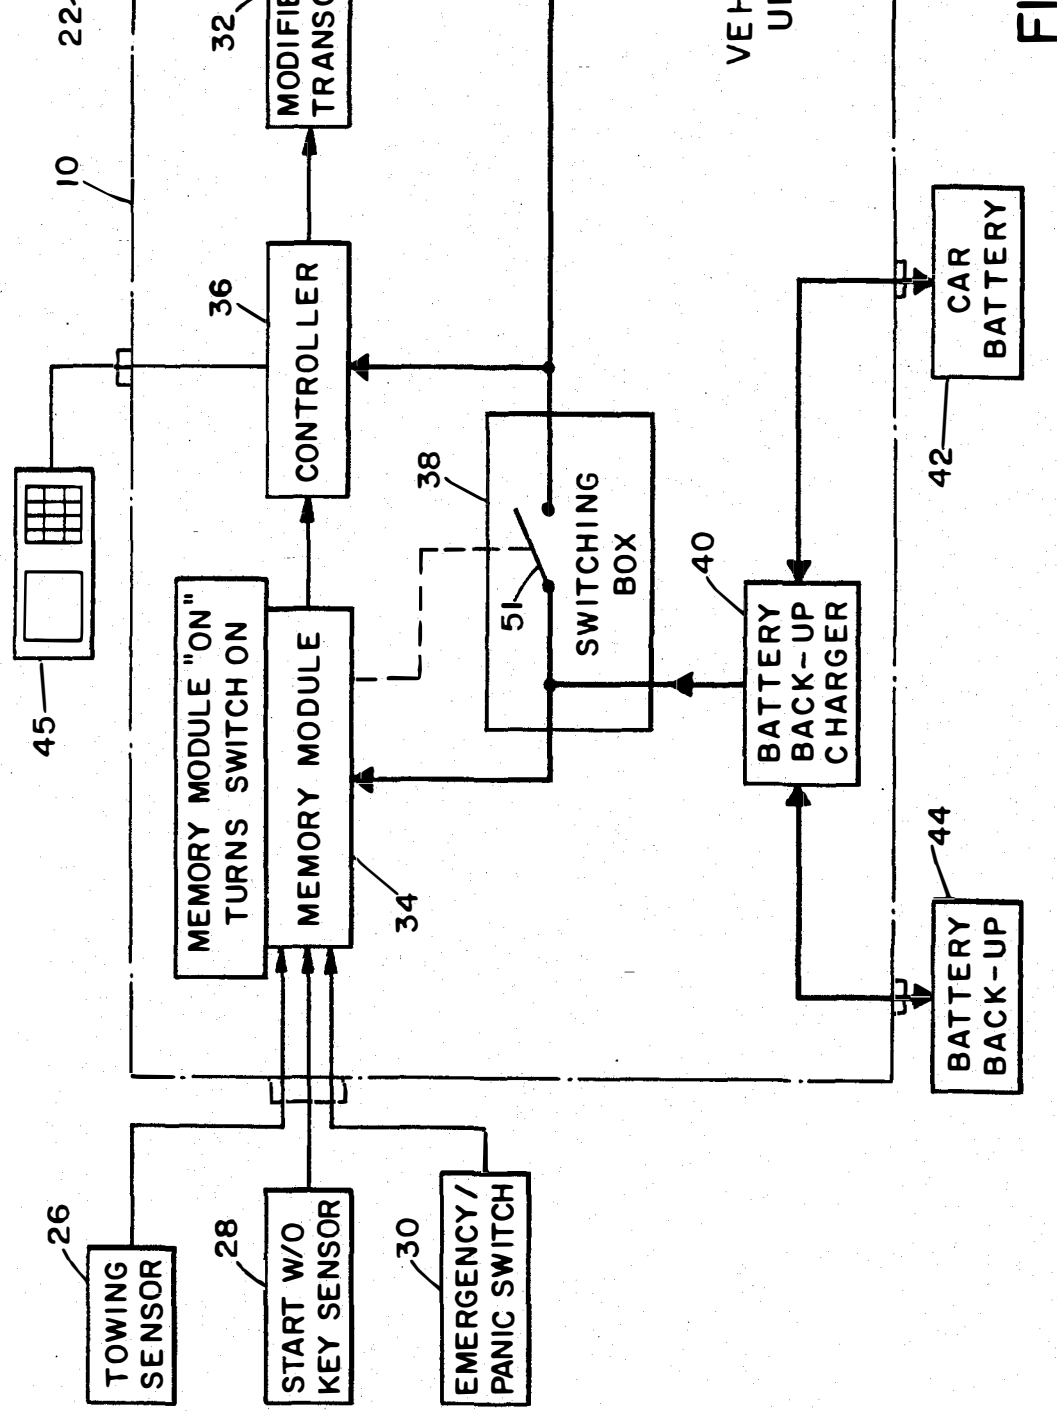 22
10
32
MODIFIE
TRANSC
VEH
U
FI
36
CONTROLLER
45
MEMORY MODULE "ON"
TURNS SWITCH ON
MEMORY MODULE
34
38
51
SWITCHING
BOX
40
BATTERY
BACK-UP
CHARGER
CAR
BATTERY
42
44
BATTERY
BACK-UP
26
TOWING
SENSOR
28
START W/O
KEY SENSOR
30
EMERGENCY/
PANIC SWITCH